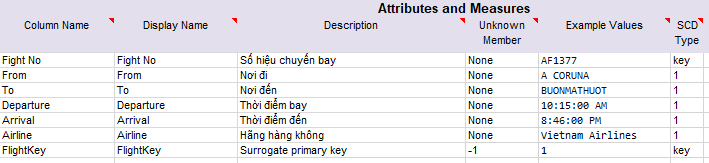 Attributes and Measures
Column Name Display Name Description Unknown Member Example Values SCD Type
Fight No Fight No Số hiệu chuyến bay None AF1377 key
From From Nơi đi None A CORUNA 1
To To Nơi đến None BUONMATHUOT 1
Departure Departure Thời điểm bay None 10:15:00 AM 1
Arrival Arrival Thời điểm đến None 8:46:00 PM 1
Airline Airline Hãng hàng không None Vietnam Airlines 1
FlightKey FlightKey Surrogate primary key -1 1 key